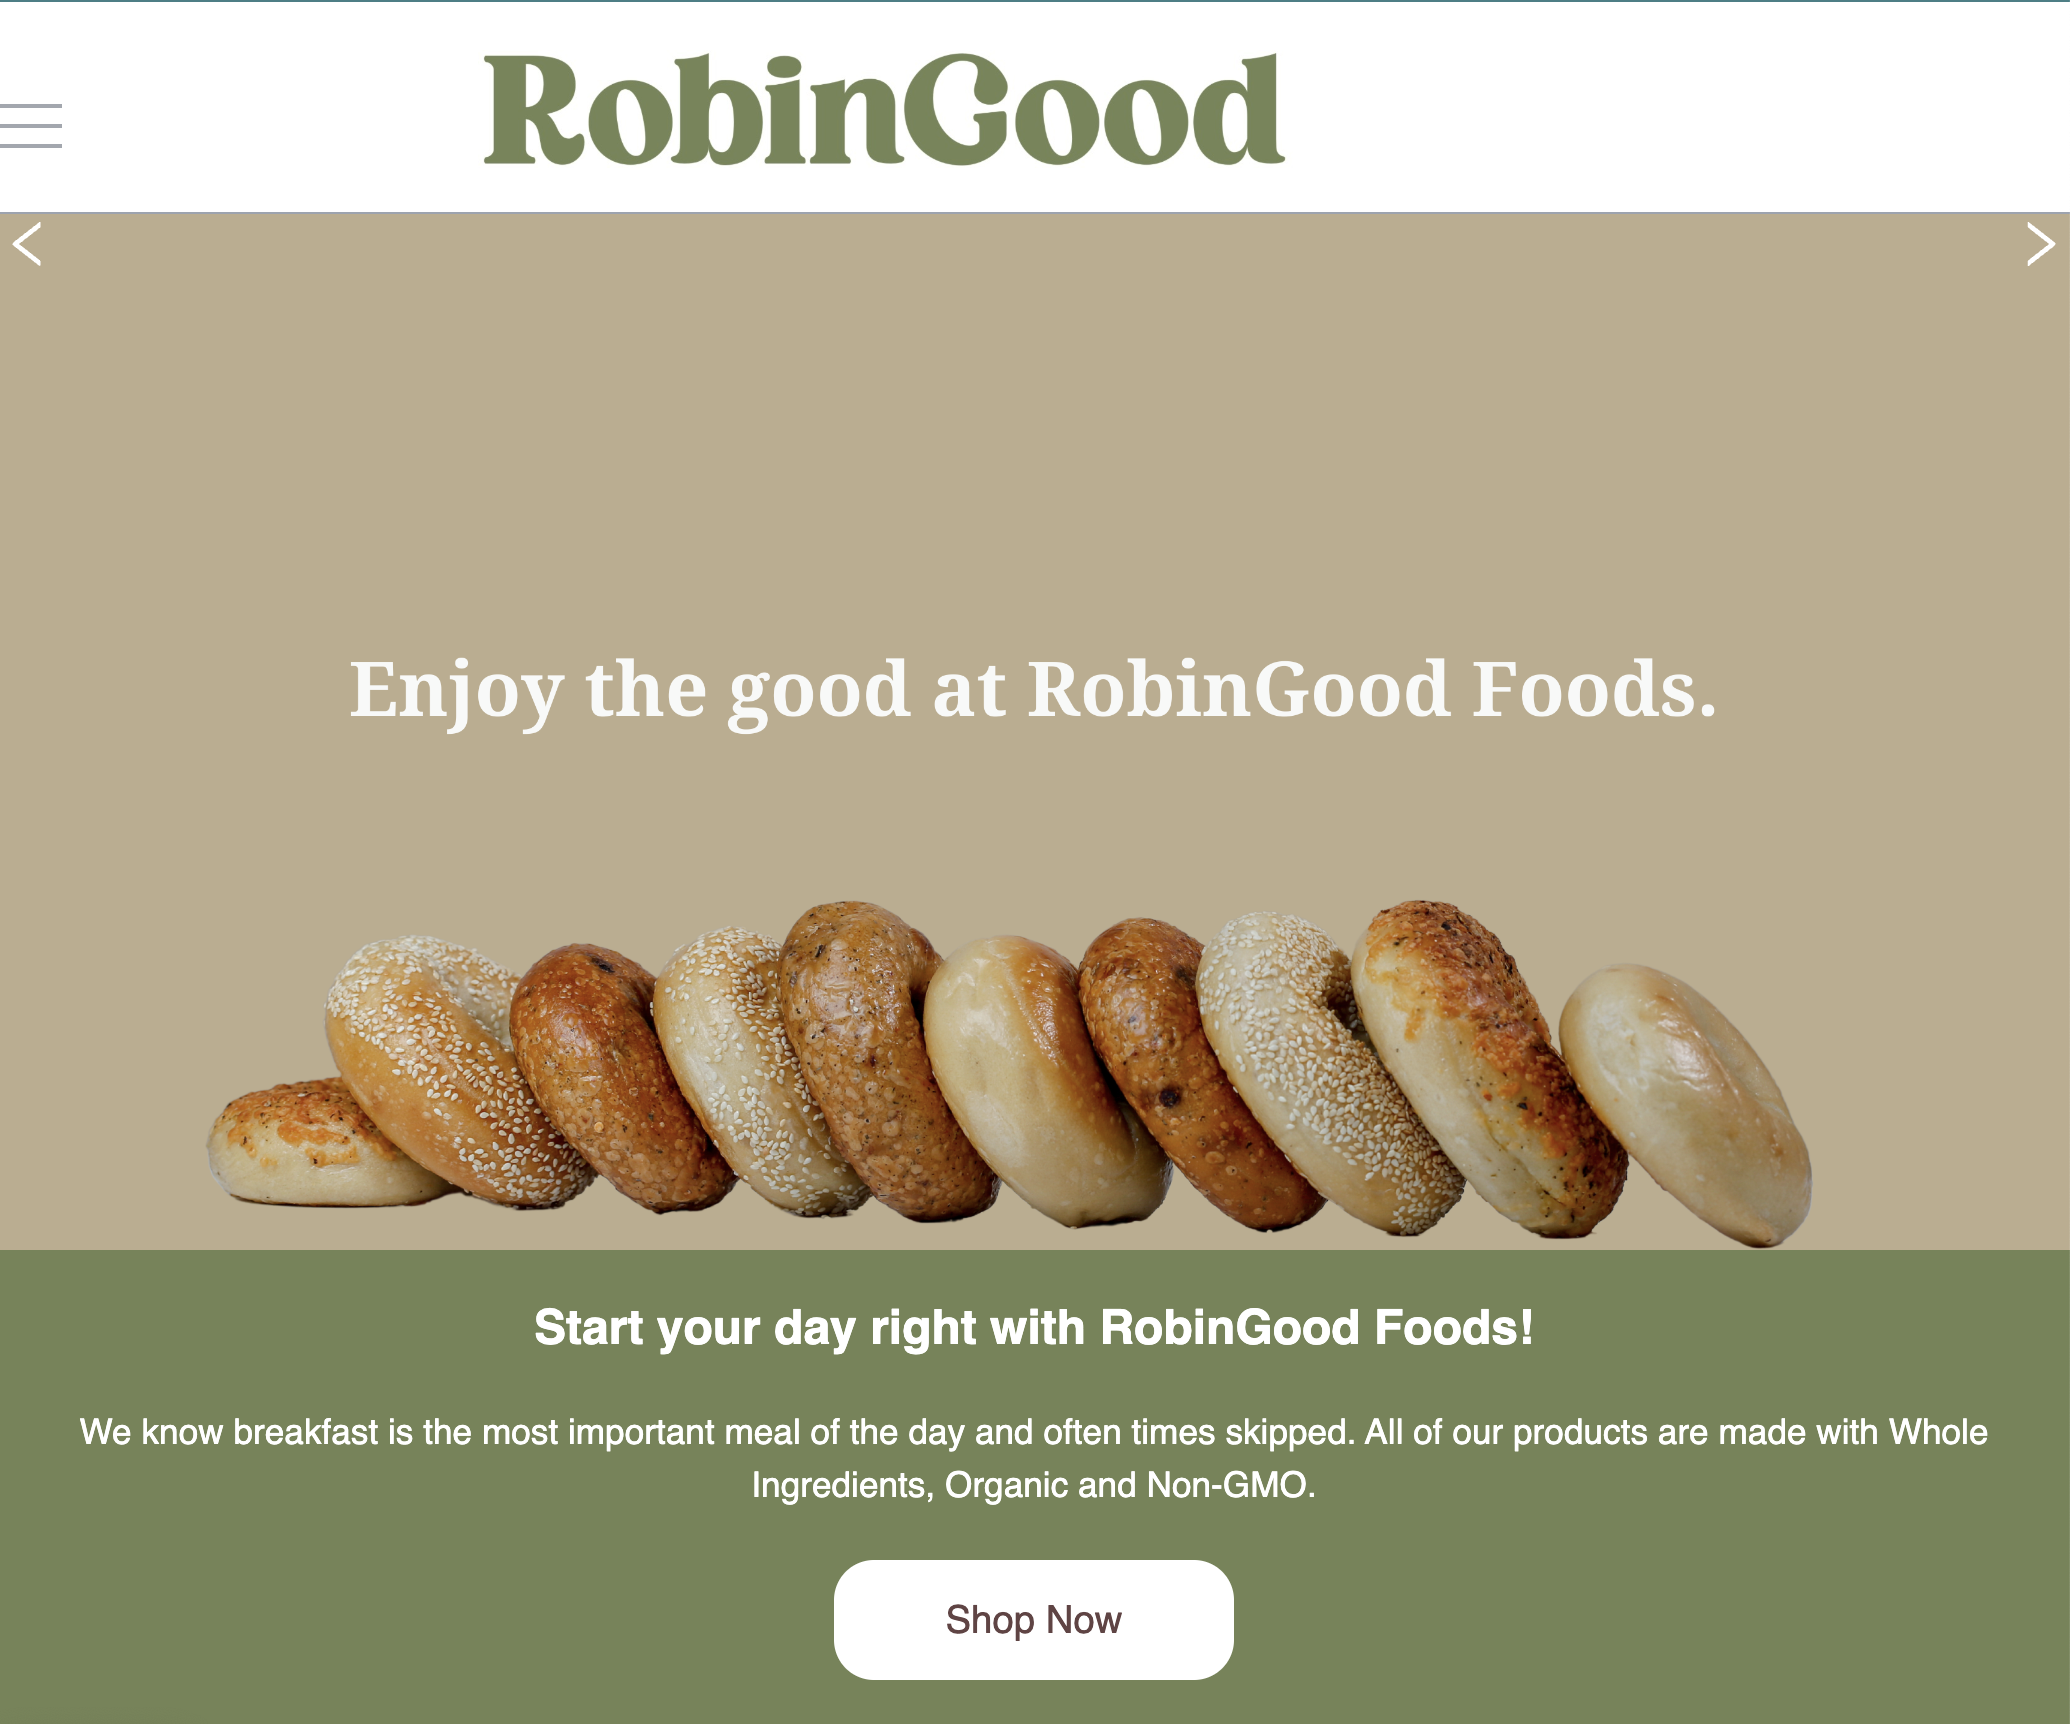 RobinGood
Enjoy the good at RobinGood Foods.
Start your day right with RobinGood Foods!
We know breakfast is the most important meal of the day and often times skipped. All of our products are made with Whole
Ingredients, Organic and Non-GMO.
Shop Now